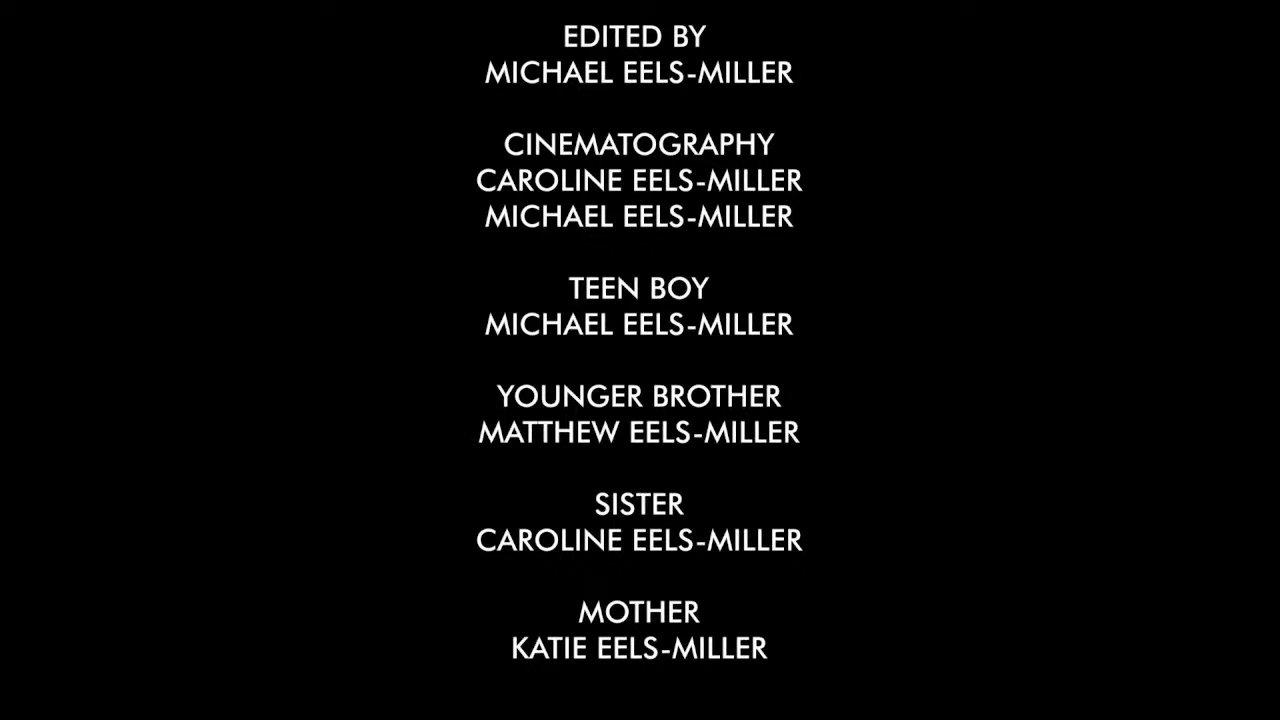 EDITED BY
MICHAEL EELS-MILLER
CINEMATOGRAPHY
CAROLINE EELS-MILLER
MICHAEL EELS-MILLER
TEEN BOY
MICHAEL EELS-MILLER
YOUNGER BROTHER
MATTHEW EELS-MILLER
SISTER
CAROLINE EELS-MILLER
MOTHER
KATIE EELS-MILLER